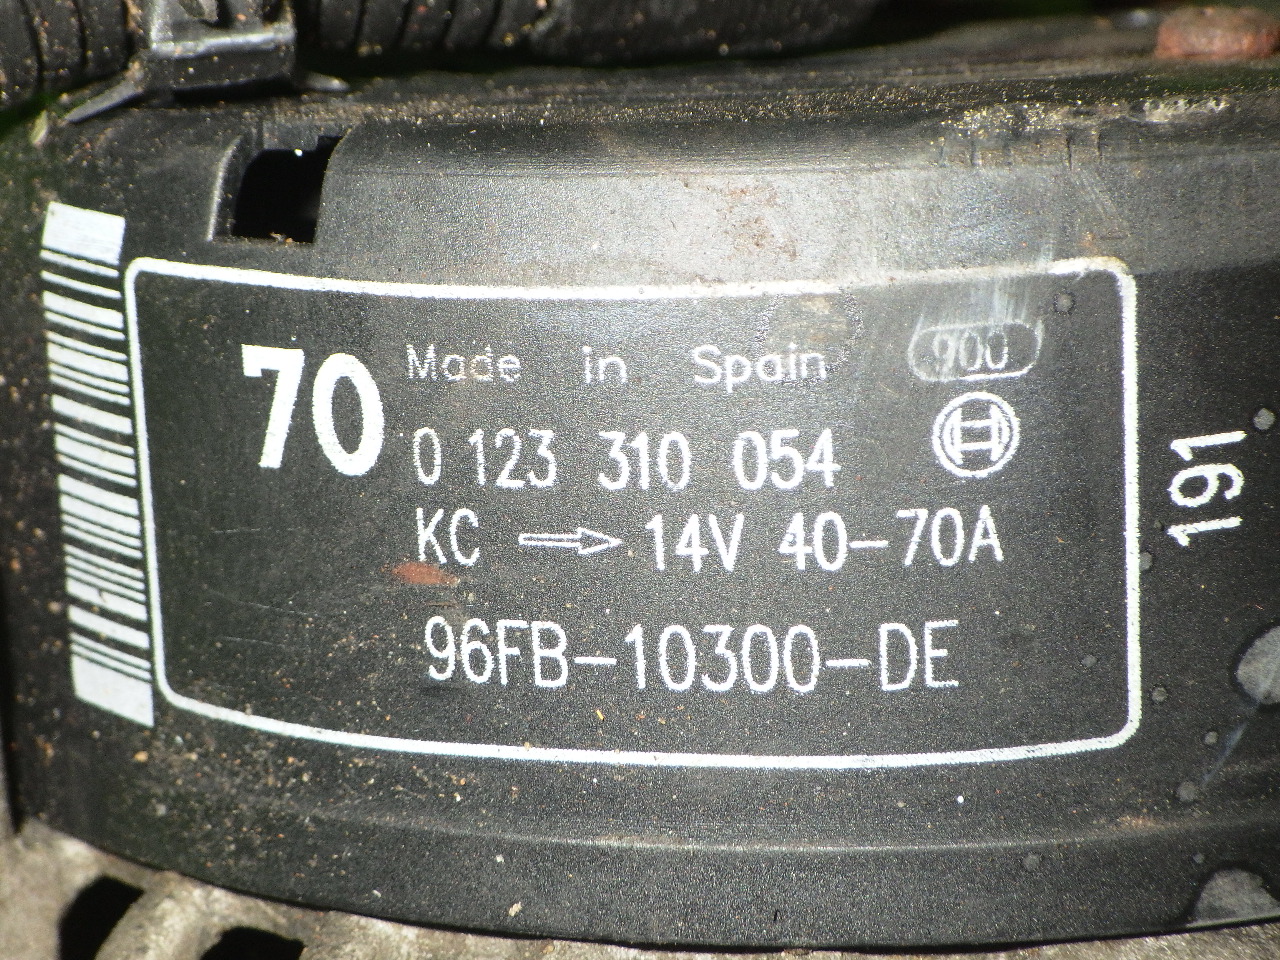 70
Made in Spain
900
0 123 310 054
KC 14V 40-70A
96FB-10300-DE
191